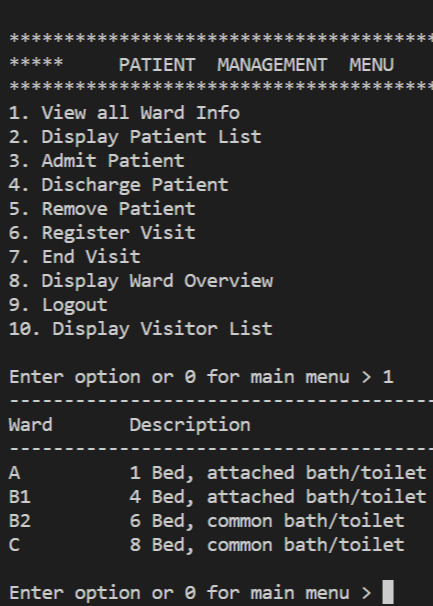 ***************************************
*****     PATIENT  MANAGEMENT  MENU
***************************************
1. View all Ward Info
2. Display Patient List
3. Admit Patient
4. Discharge Patient
5. Remove Patient
6. Register Visit
7. End Visit
8. Display Ward Overview
9. Logout
10. Display Visitor List
Enter option or 0 for main menu > 1
---------------------------------------
Ward       Description
---------------------------------------
A          1 Bed, attached bath/toilet
B1         4 Bed, attached bath/toilet
B2         6 Bed, common bath/toilet
C          8 Bed, common bath/toilet
Enter option or 0 for main menu >